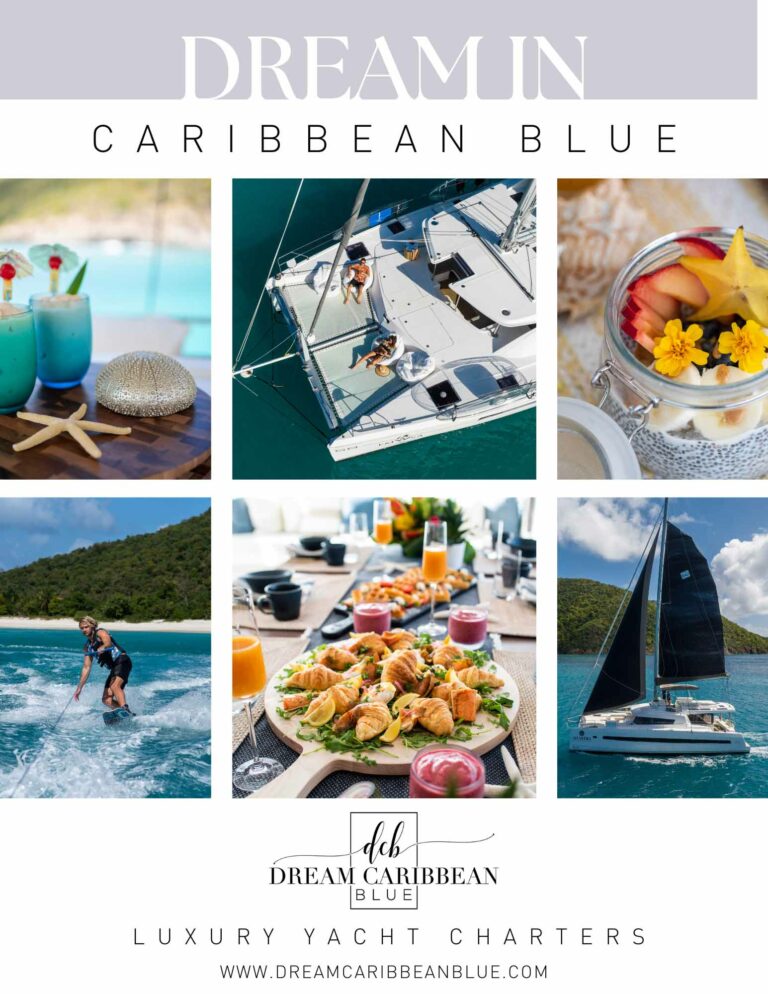 DREAM IN
CARIBBEAN BLUE
dcb
DREAM CARIBBEAN
BLUE
LUXURY YACHT CHARTERS
WWW.DREAMCARIBBEANBLUE.COM